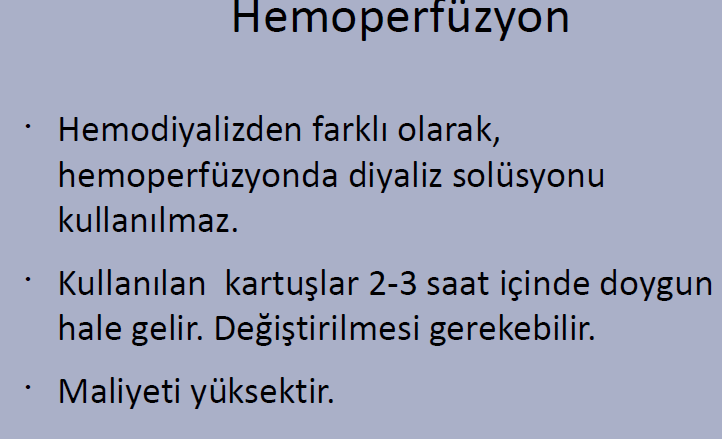 Hemoperfüzyon
· Hemodiyalizden farklı olarak,
hemoperfüzyonda diyaliz solüsyonu
kullanılmaz.
· Kullanılan kartuşlar 2-3 saat içinde doygun
hale gelir. Değiştirilmesi gerekebilir.
· Maliyeti yüksektir.